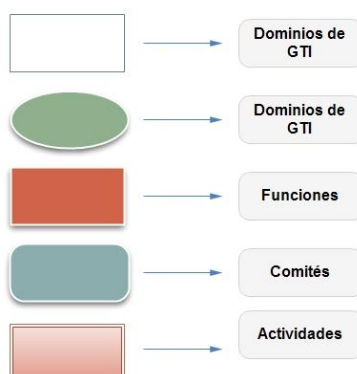 Dominios de
GTI
Dominios de
GTI
Funciones
Comités
Actividades